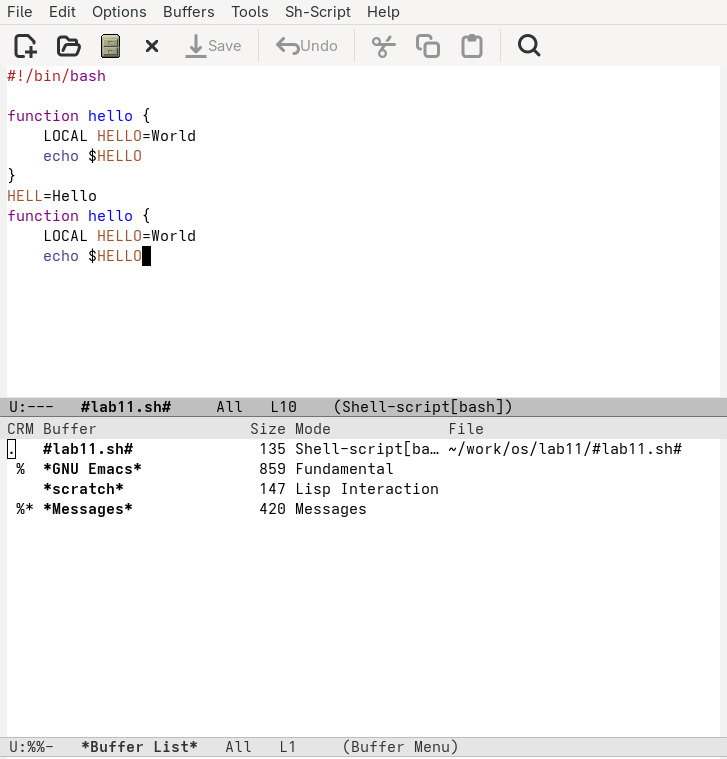 File Edit Options Buffers Tools Sh-Script Help
Save Undo
#!/bin/bash
function hello {
    LOCAL HELLO=World
    echo $HELLO
}
HELL=Hello
function hello {
    LOCAL HELLO=World
    echo $HELLO
U:--- #lab11.sh# All L10 (Shell-script[bash])
CRM Buffer Size Mode File
. #lab11.sh# 135 Shell-script[ba… ~/work/os/lab11/#lab11.sh#
% *GNU Emacs* 859 Fundamental
*scratch* 147 Lisp Interaction
%* *Messages* 420 Messages
U:%%- *Buffer List* All L1 (Buffer Menu)